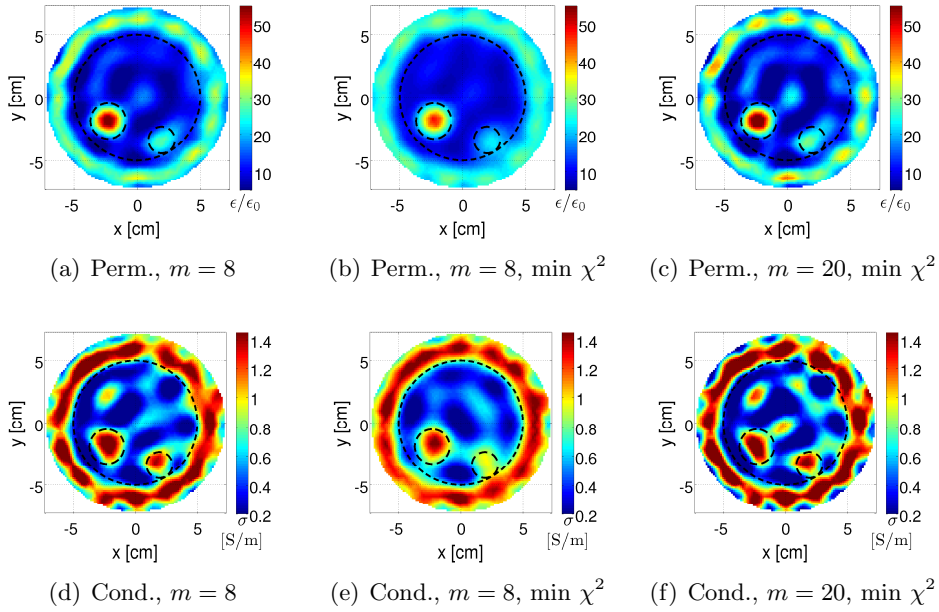 y [cm]
5
0
-5
-5 0 5
x [cm]
50
40
30
20
10
ϵ/ϵ0
(a) Perm., m = 8
y [cm]
5
0
-5
-5 0 5
x [cm]
50
40
30
20
10
ϵ/ϵ0
(b) Perm., m = 8, min χ²
y [cm]
5
0
-5
-5 0 5
x [cm]
50
40
30
20
10
ϵ/ϵ0
(c) Perm., m = 20, min χ²
y [cm]
5
0
-5
-5 0 5
x [cm]
1.4
1.2
1
0.8
0.6
0.4
0.2
σ
[S/m]
(d) Cond., m = 8
y [cm]
5
0
-5
-5 0 5
x [cm]
1.4
1.2
1
0.8
0.6
0.4
0.2
σ
[S/m]
(e) Cond., m = 8, min χ²
y [cm]
5
0
-5
-5 0 5
x [cm]
1.4
1.2
1
0.8
0.6
0.4
0.2
σ
[S/m]
(f) Cond., m = 20, min χ²